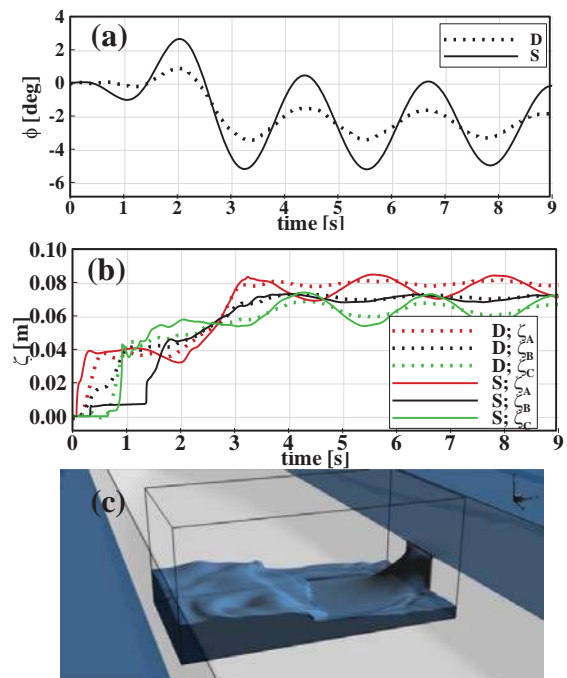 (a)
4
2
0
-2
-4
-6
ϕ [deg]
D
S
0 1 2 3 4 5 6 7 8 9
time [s]
(b)
0.10
0.08
0.06
0.04
0.02
0.00
ζ [m]
D; ζA
D; ζB
D; ζC
S; ζA
S; ζB
S; ζC
0 1 2 3 4 5 6 7 8 9
time [s]
(c)